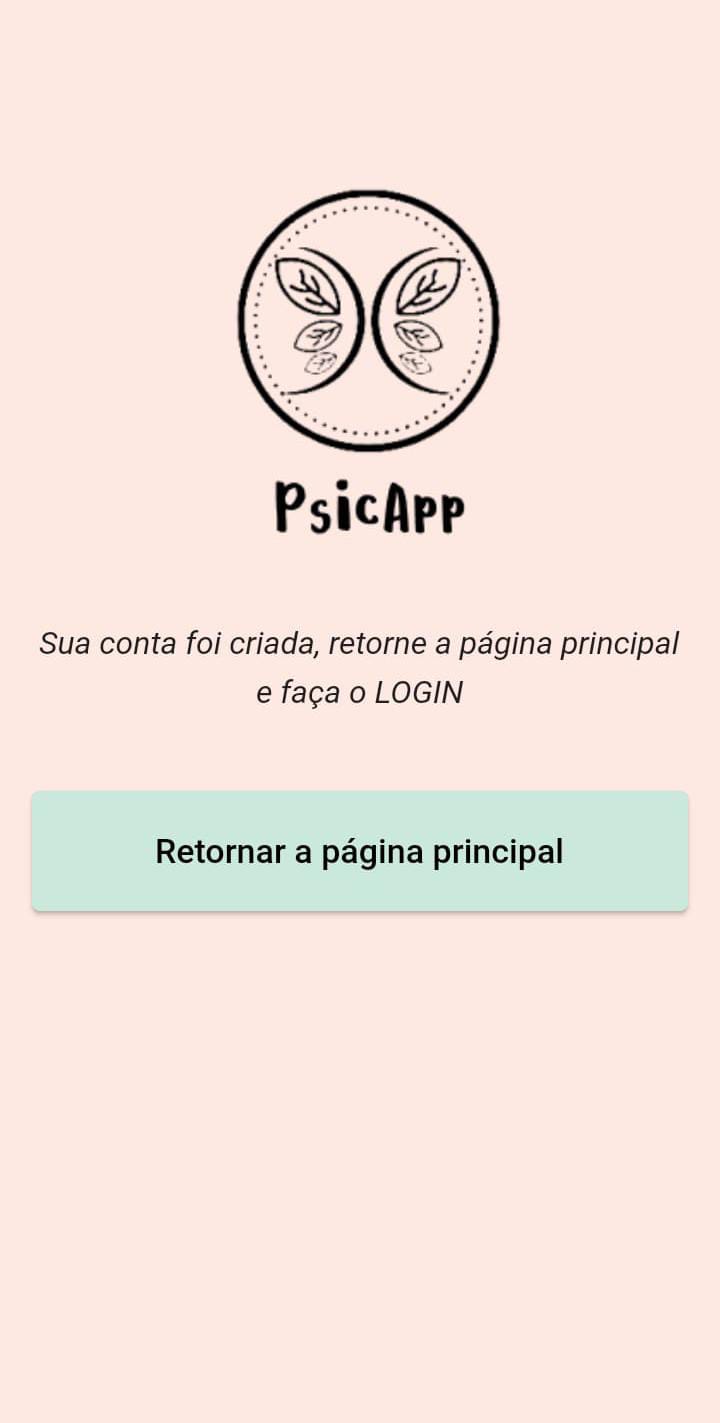 PsicApp
Sua conta foi criada, retorne a página principal
e faça o LOGIN
Retornar a página principal